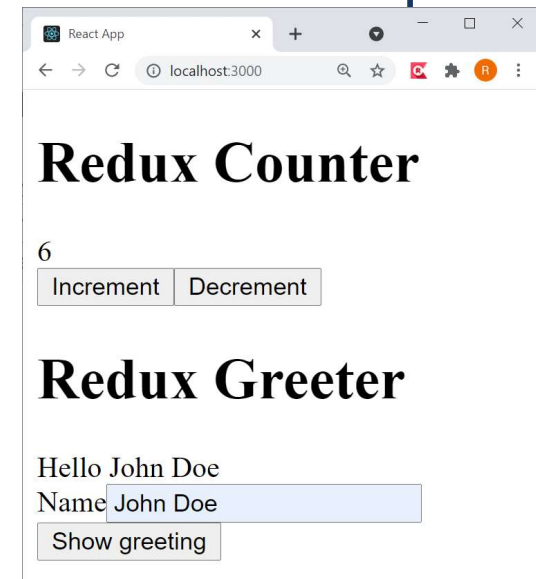 React App
localhost:3000
R
Redux Counter
6
Increment Decrement
Redux Greeter
Hello John Doe
Name John Doe
Show greeting